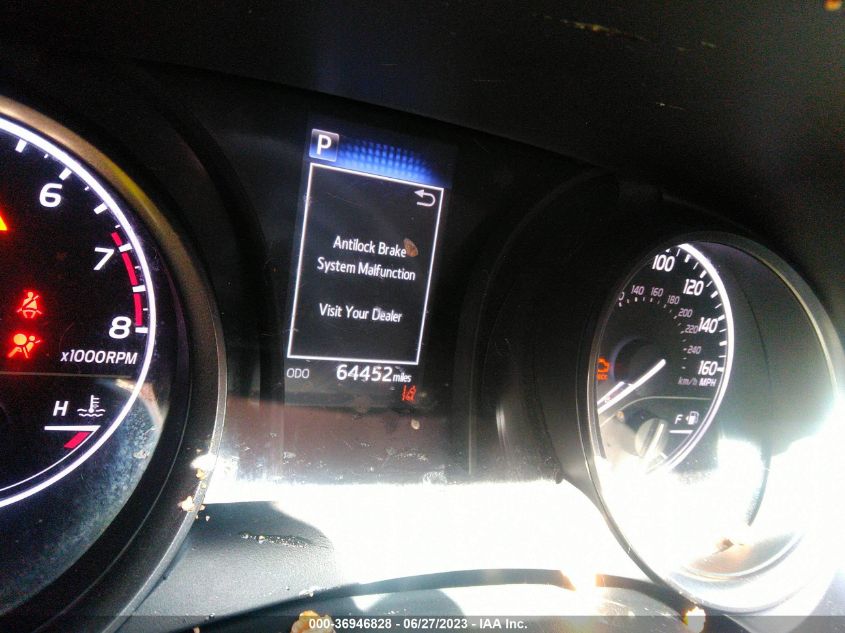 P
Antilock Brake
System Malfunction
Visit Your Dealer
ODO 64452 miles
6
7
8
x1000RPM
H
100
120
140
160
km/h MPH
140 160 180
200
220
240
F
000-36946828 / 06/27/2023 - IAA Inc.